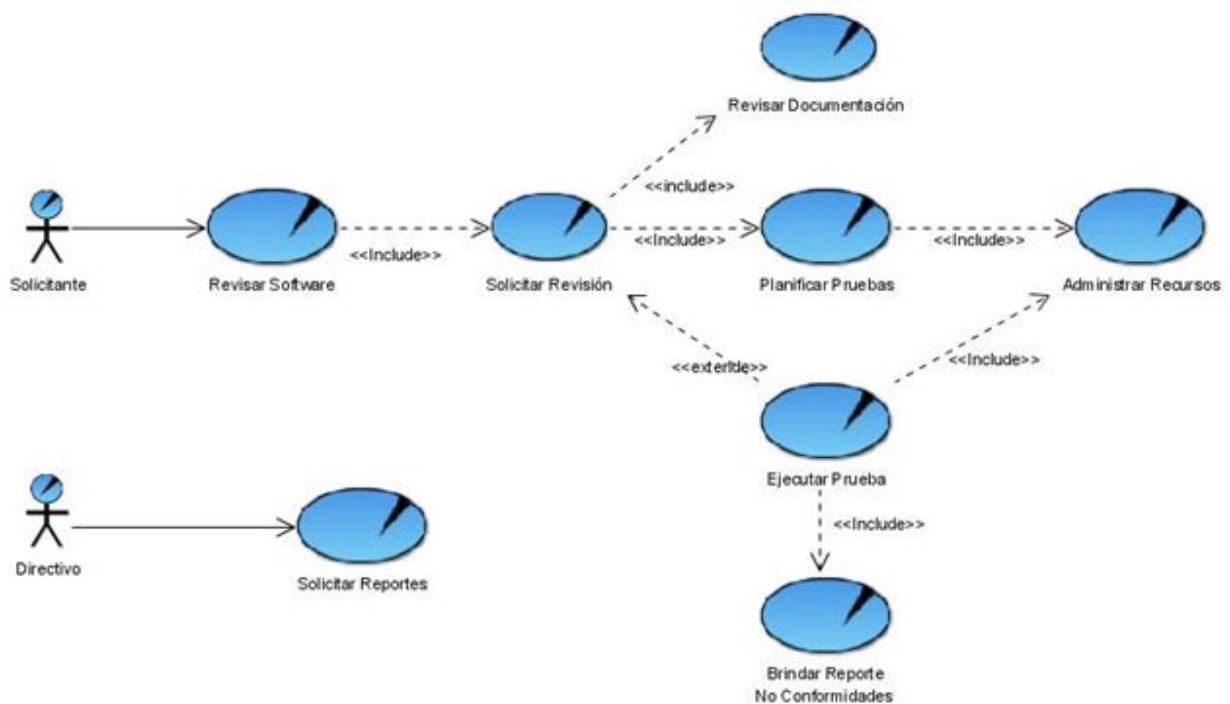 Revisar Documentación
<<include>>
Solicitante
Revisar Software
<<Include>>
Solicitar Revisión
<<Include>>
Planificar Pruebas
<<Include>>
Administrar Recursos
<<extende>>
<<Include>>
Ejecutar Prueba
<<Include>>
Directivo
Solicitar Reportes
Brindar Reporte
No Conformidades